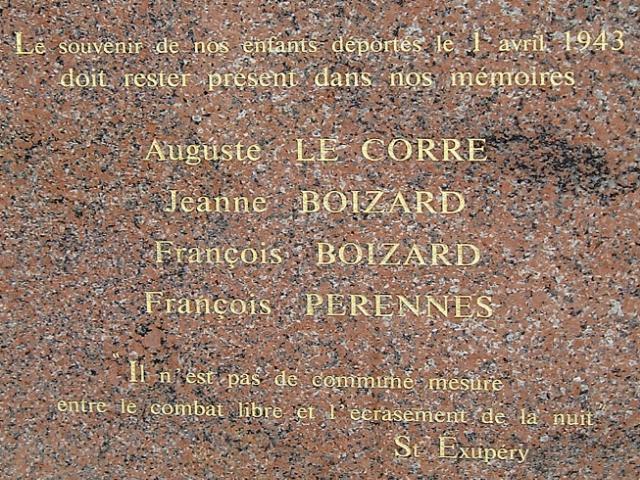 Le souvenir de nos enfants déportés le 1 avril 1943
doit rester présent dans nos mémoires
Auguste LE CORRE
Jeanne BOIZARD
François BOIZARD
François PERENNES
"Il n'est pas de commune mesure
entre le combat libre et l'écrasement de la nuit"
St Exupéry